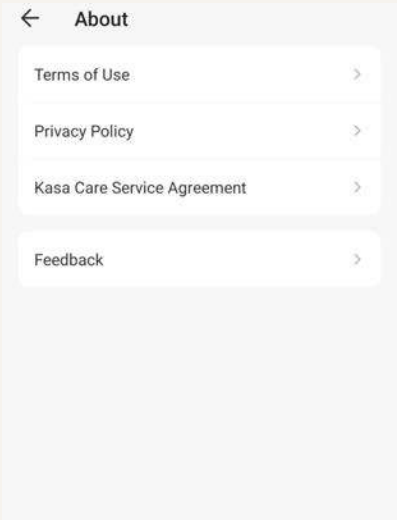 About
Terms of Use
Privacy Policy
Kasa Care Service Agreement
Feedback